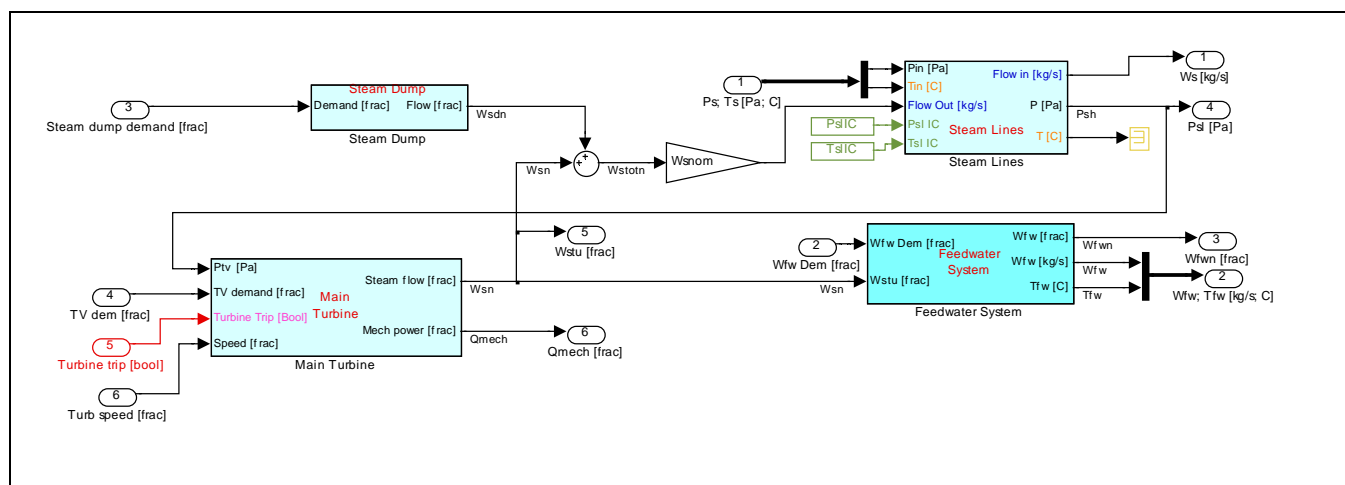 Steam Dump
3
Demand [frac]
Flow [frac]
Wsdn
Steam dump demand [frac]
Steam Dump
1
Ps; Ts [Pa; C]
Pin [Pa]
Tin [C]
Flow Out [kg/s]
Psl IC
Tsl IC
Flow in [kg/s]
P [Pa]
Steam Lines
T [C]
Steam Lines
PslIC
TslIC
1
Ws [kg/s]
Psh
4
Psl [Pa]
Wsn
Wstotn
Wsnom
5
Wstu [frac]
Ptv [Pa]
TV demand [frac]
Turbine Trip [Bool]
Speed [frac]
Main
Turbine
Steam flow [frac]
Mech power [frac]
Main Turbine
4
TV dem [frac]
5
Turbine trip [bool]
6
Turb speed [frac]
Wsn
Qmech
6
Qmech [frac]
2
Wfw Dem [frac]
Wsn
Wfw Dem [frac]
Wstu [frac]
Feedwater
System
Wfw [frac]
Wfw [kg/s]
Tfw [C]
Feedwater System
Wfwn
Wfw
Tfw
3
Wfwn [frac]
2
Wfw; Tfw [kg/s; C]